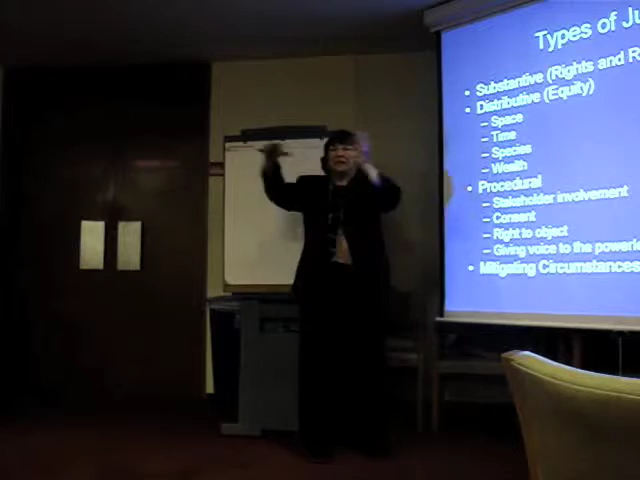 Types of Ju
• Substantive (Rights and R
• Distributive (Equity)
– Space
– Time
– Species
– Wealth
• Procedural
– Stakeholder involvement
– Consent
– Right to object
– Giving voice to the powerle
• Mitigating Circumstances